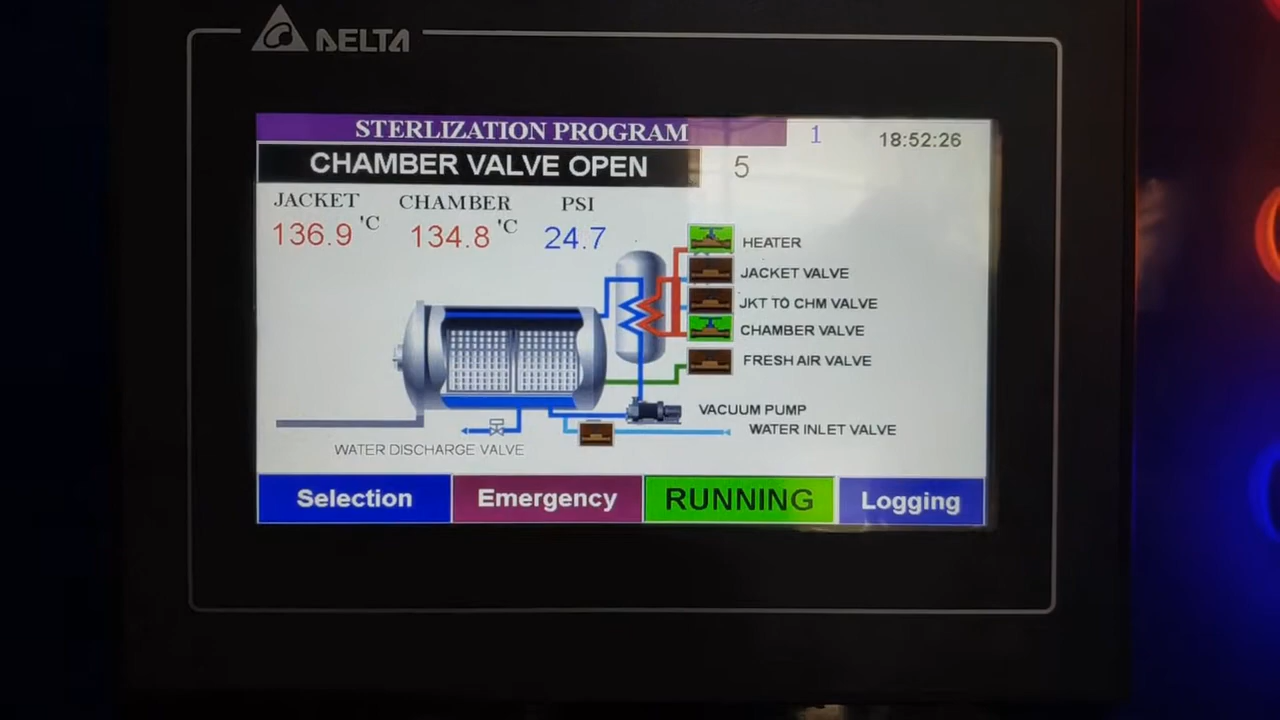 DELTA
STERLIZATION PROGRAM 1 18:52:26
CHAMBER VALVE OPEN 5
JACKET CHAMBER PSI
136.9 'C 134.8 'C 24.7
HEATER
JACKET VALVE
JKT TO CHM VALVE
CHAMBER VALVE
FRESH AIR VALVE
VACUUM PUMP
WATER INLET VALVE
WATER DISCHARGE VALVE
Selection Emergency RUNNING Logging